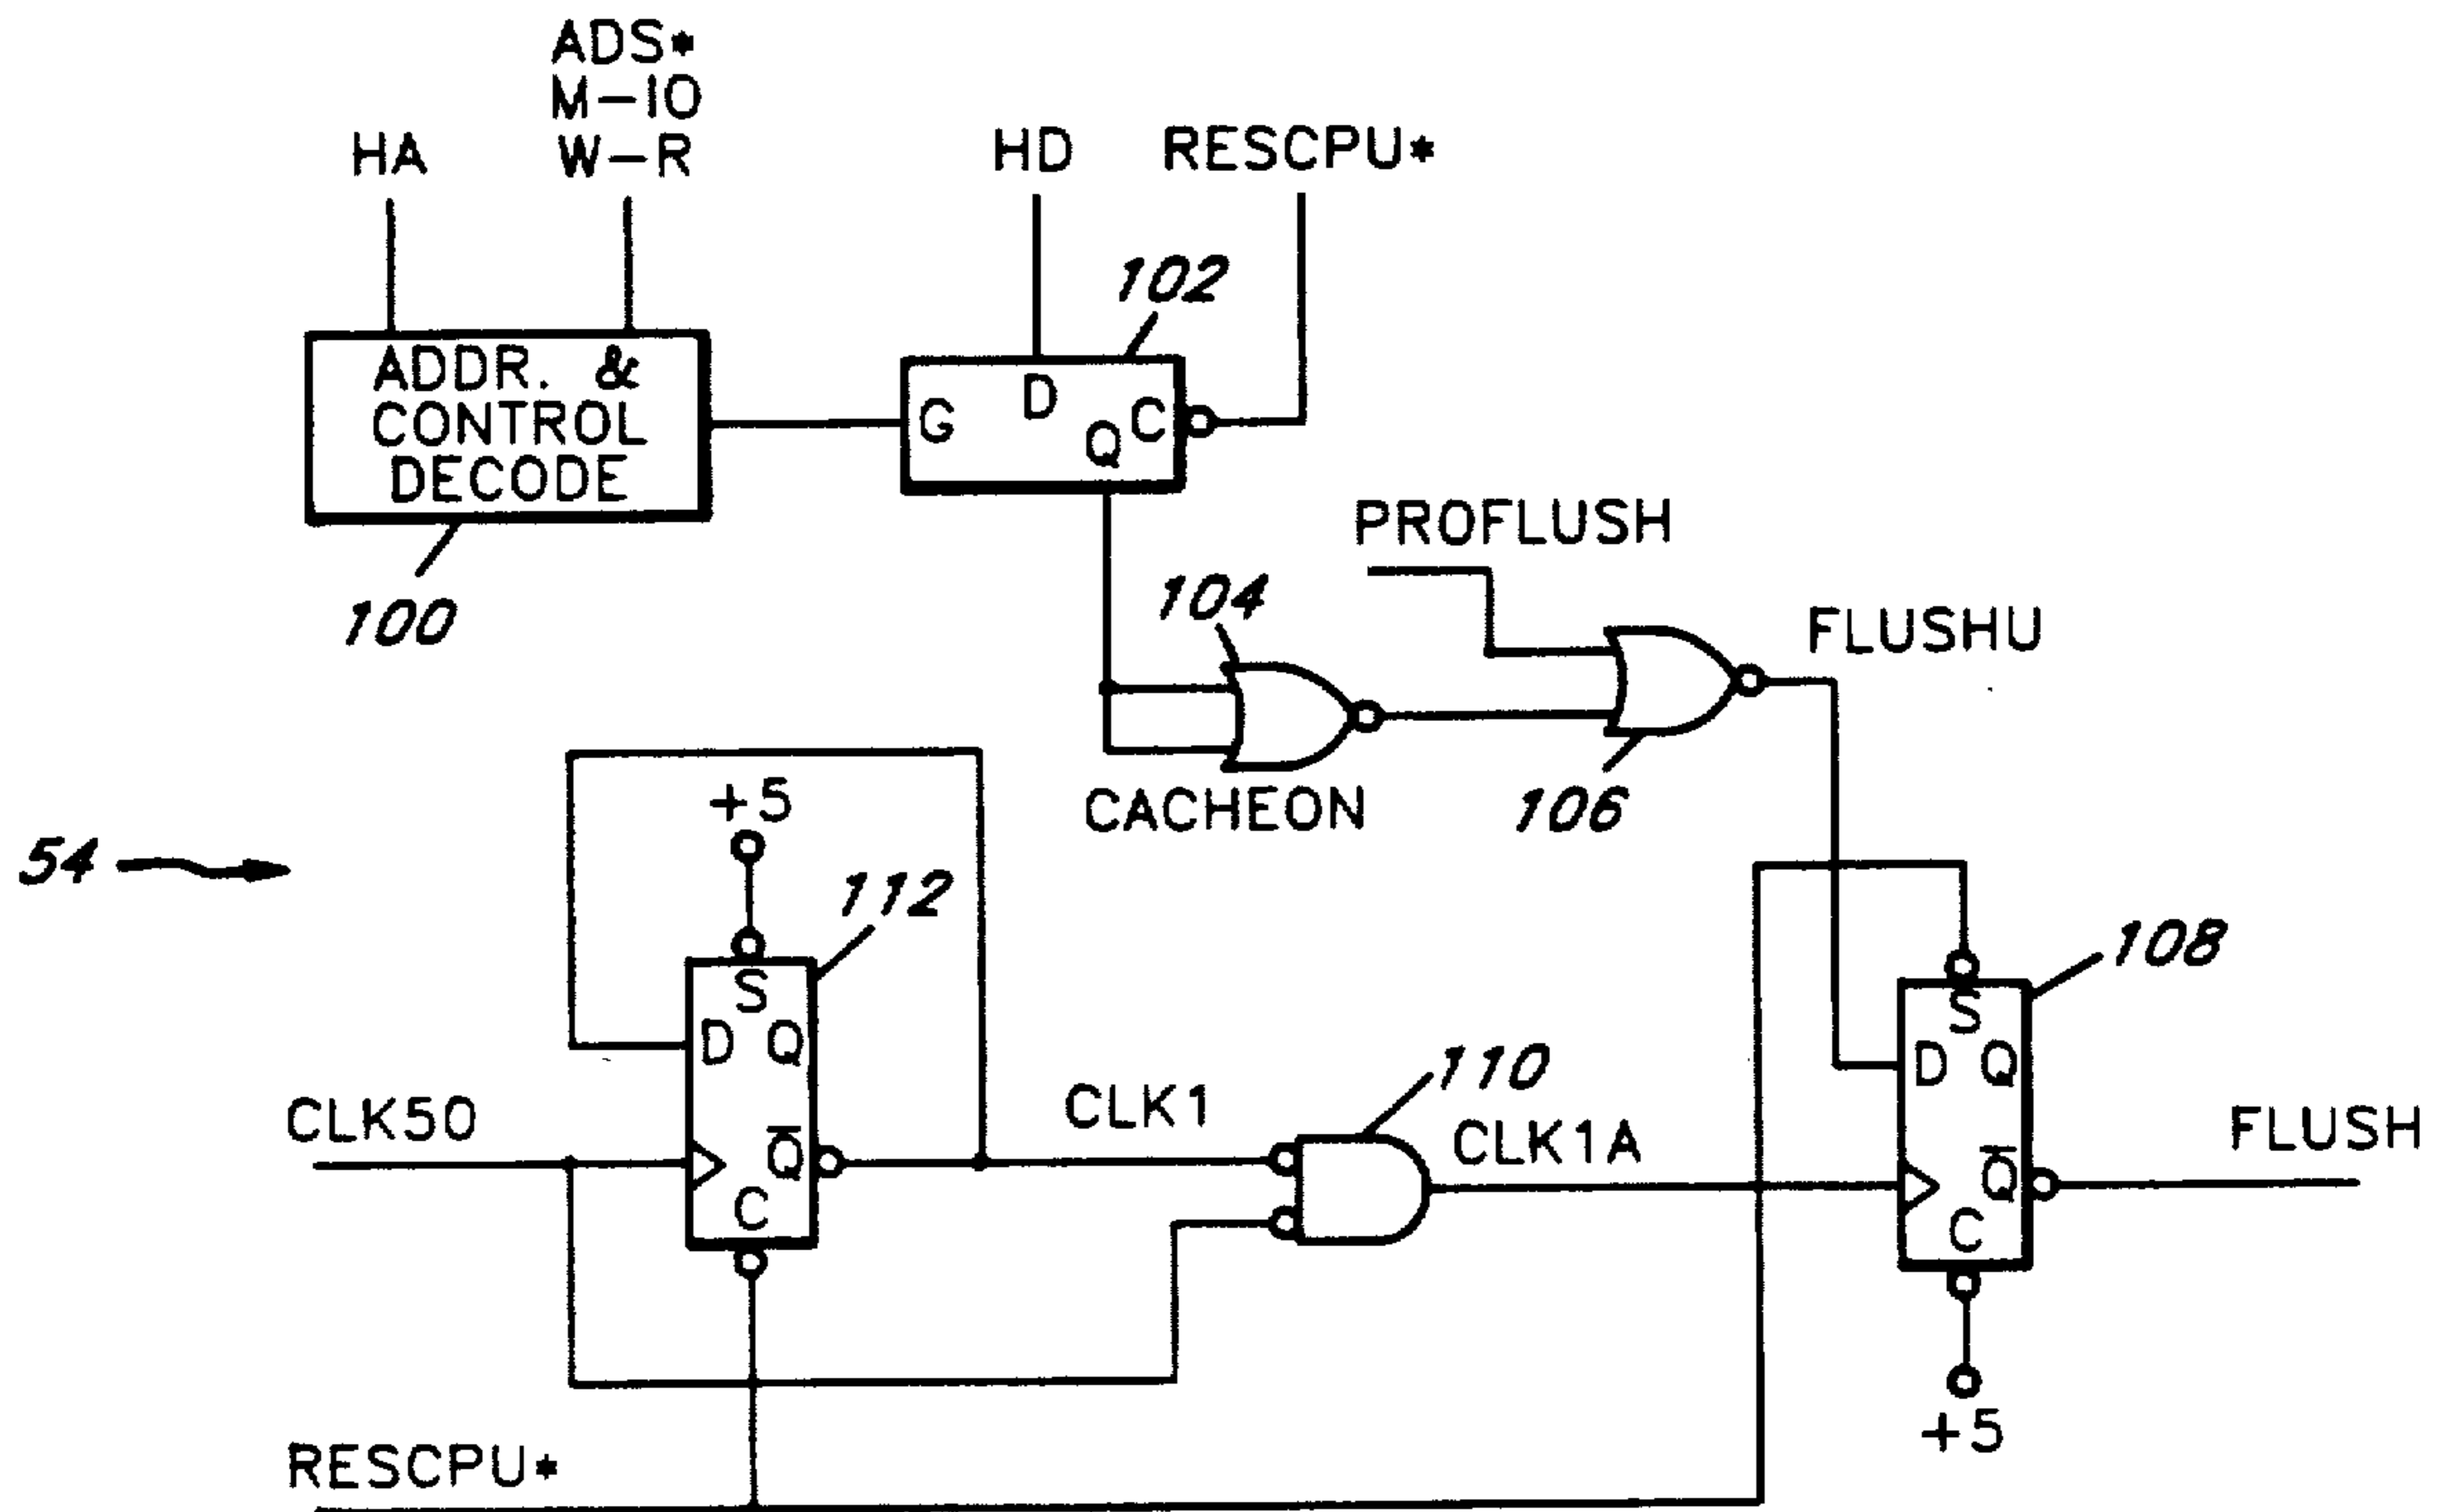 ADS*
M-IO
W-R
HA
HD
RESCPU*
102
ADDR. &
CONTROL
DECODE
G
D
Q
C
100
PROFLUSH
104
FLUSHU
106
CACHEON
54
+5
112
S
D
Q
Q̅
C
CLK50
CLK1
110
CLK1A
108
S
D
Q
Q̅
C
FLUSH
+5
RESCPU*